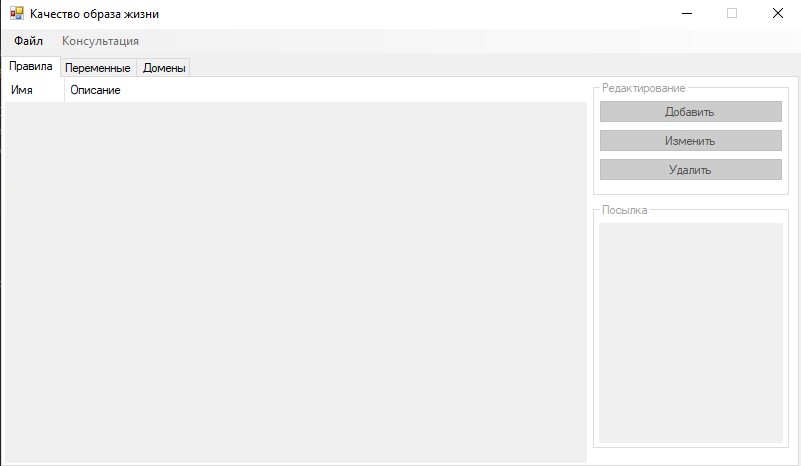 Качество образа жизни
Файл Консультация
Правила Переменные Домены
Имя Описание
Редактирование
Добавить
Изменить
Удалить
Посылка